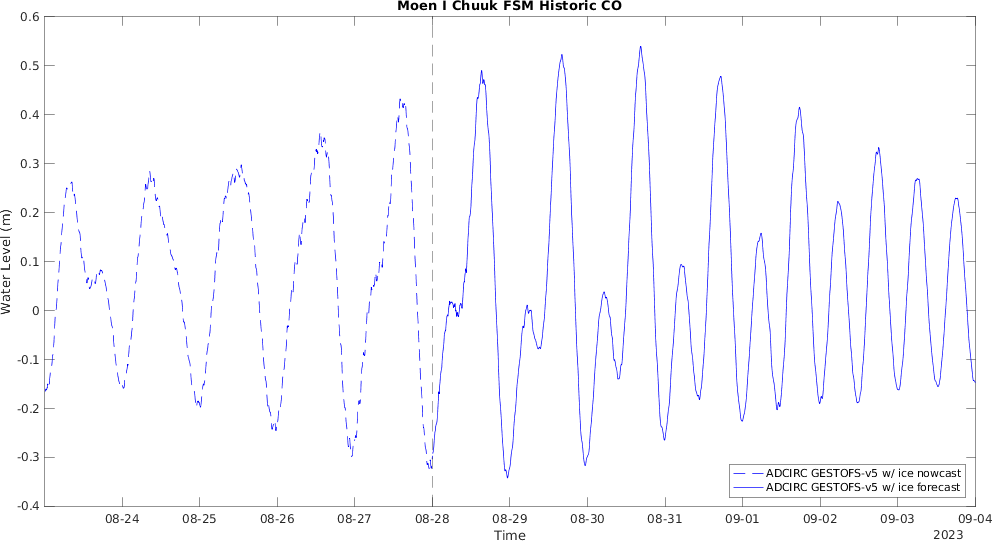 Moen I Chuuk FSM Historic CO
0.6
0.5
0.4
0.3
0.2
0.1
0
-0.1
-0.2
-0.3
-0.4
Water Level (m)
ADCIRC GESTOFS-v5 w/ ice nowcast
ADCIRC GESTOFS-v5 w/ ice forecast
08-24 08-25 08-26 08-27 08-28 08-29 08-30 08-31 09-01 09-02 09-03 09-04
Time
2023